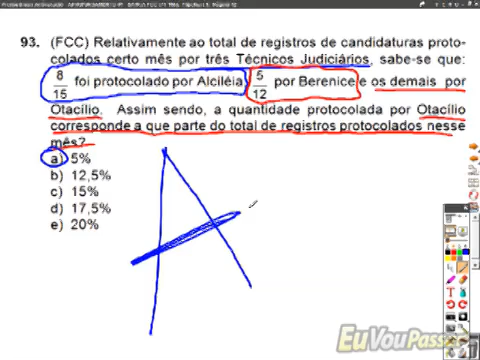 93. (FCC) Relativamente ao total de registros de candidaturas proto-
colados certo mês por três Técnicos Judiciários, sabe-se que:
8/15 foi protocolado por Alciléia, 5/12 por Berenice e os demais por
Otacílio. Assim sendo, a quantidade protocolada por Otacílio
corresponde a que parte do total de registros protocolados nesse
mês?
a) 5%
b) 12,5%
c) 15%
d) 17,5%
e) 20%
A
EuVouPassar